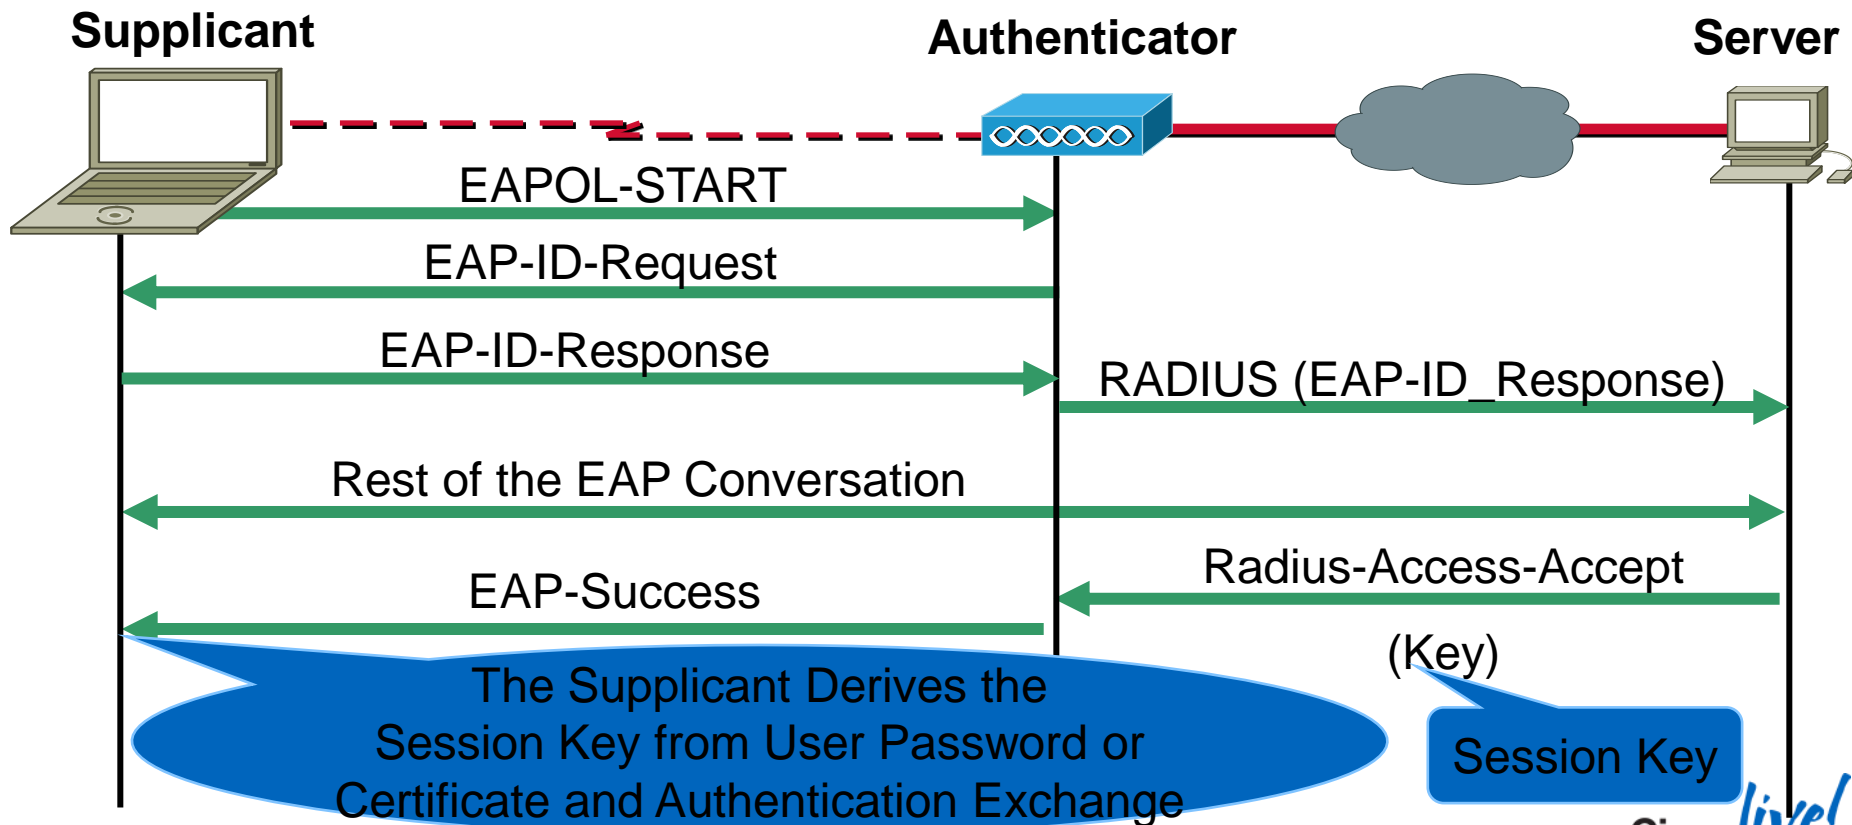 Supplicant
Authenticator
Server
EAPOL-START
EAP-ID-Request
EAP-ID-Response
RADIUS (EAP-ID_Response)
Rest of the EAP Conversation
Radius-Access-Accept
EAP-Success
(Key)
The Supplicant Derives the
Session Key from User Password or
Certificate and Authentication Exchange
Session Key
live!